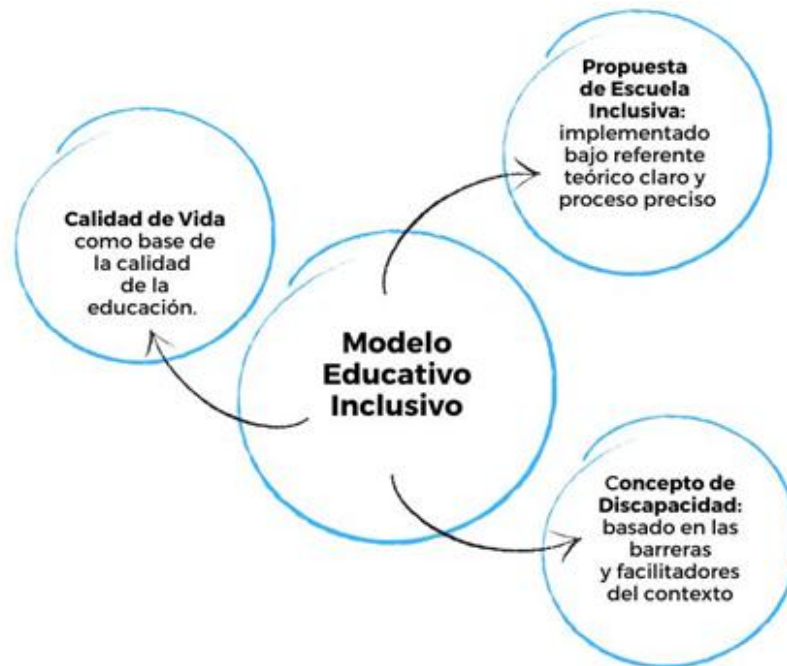 Propuesta
de Escuela
Inclusiva:
implementado
bajo referente
teórico claro y
proceso preciso
Calidad de Vida
como base de
la calidad
de la
educación.
Modelo
Educativo
Inclusivo
Concepto de
Discapacidad:
basado en las
barreras
y facilitadores
del contexto